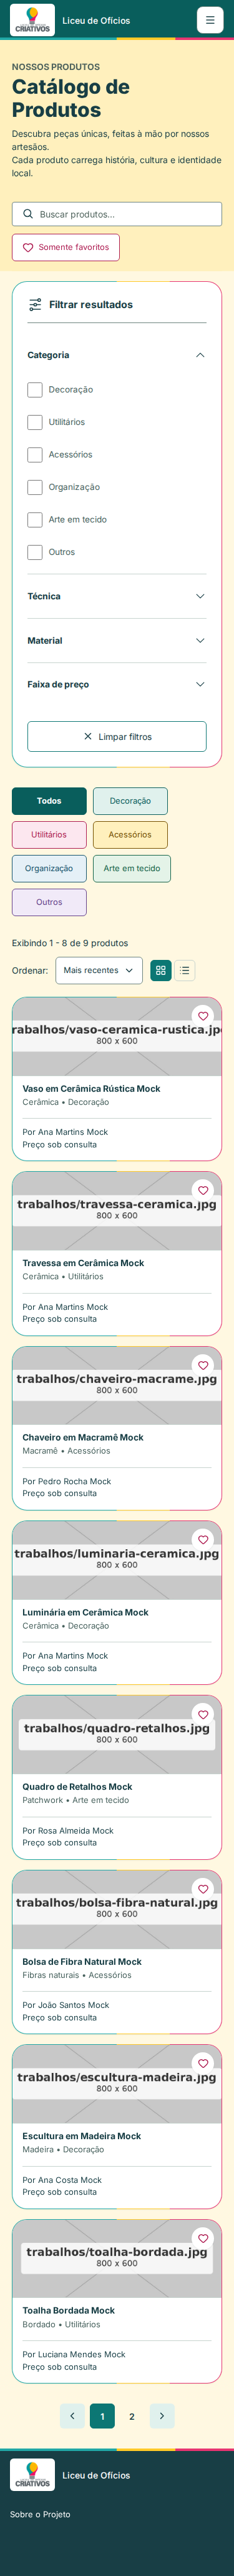 CRIATIVOS
Liceu de Ofícios
NOSSOS PRODUTOS
Catálogo de
Produtos
Descubra peças únicas, feitas à mão por nossos
artesãos.
Cada produto carrega história, cultura e identidade
local.
Buscar produtos...
Somente favoritos
Filtrar resultados
Categoria
Decoração
Utilitários
Acessórios
Organização
Arte em tecido
Outros
Técnica
Material
Faixa de preço
Limpar filtros
Todos
Decoração
Utilitários
Acessórios
Organização
Arte em tecido
Outros
Exibindo 1 - 8 de 9 produtos
Ordenar:
Mais recentes
rabalhos/vaso-ceramica-rustica.jp
800 x 600
Vaso em Cerâmica Rústica Mock
Cerâmica • Decoração
Por Ana Martins Mock
Preço sob consulta
trabalhos/travessa-ceramica.jpg
800 x 600
Travessa em Cerâmica Mock
Cerâmica • Utilitários
Por Ana Martins Mock
Preço sob consulta
trabalhos/chaveiro-macrame.jpg
800 x 600
Chaveiro em Macramê Mock
Macramê • Acessórios
Por Pedro Rocha Mock
Preço sob consulta
trabalhos/luminaria-ceramica.jpg
800 x 600
Luminária em Cerâmica Mock
Cerâmica • Decoração
Por Ana Martins Mock
Preço sob consulta
trabalhos/quadro-retalhos.jpg
800 x 600
Quadro de Retalhos Mock
Patchwork • Arte em tecido
Por Rosa Almeida Mock
Preço sob consulta
trabalhos/bolsa-fibra-natural.jpg
800 x 600
Bolsa de Fibra Natural Mock
Fibras naturais • Acessórios
Por João Santos Mock
Preço sob consulta
trabalhos/escultura-madeira.jpg
800 x 600
Escultura em Madeira Mock
Madeira • Decoração
Por Ana Costa Mock
Preço sob consulta
trabalhos/toalha-bordada.jpg
800 x 600
Toalha Bordada Mock
Bordado • Utilitários
Por Luciana Mendes Mock
Preço sob consulta
1
2
CRIATIVOS
Liceu de Ofícios
Sobre o Projeto